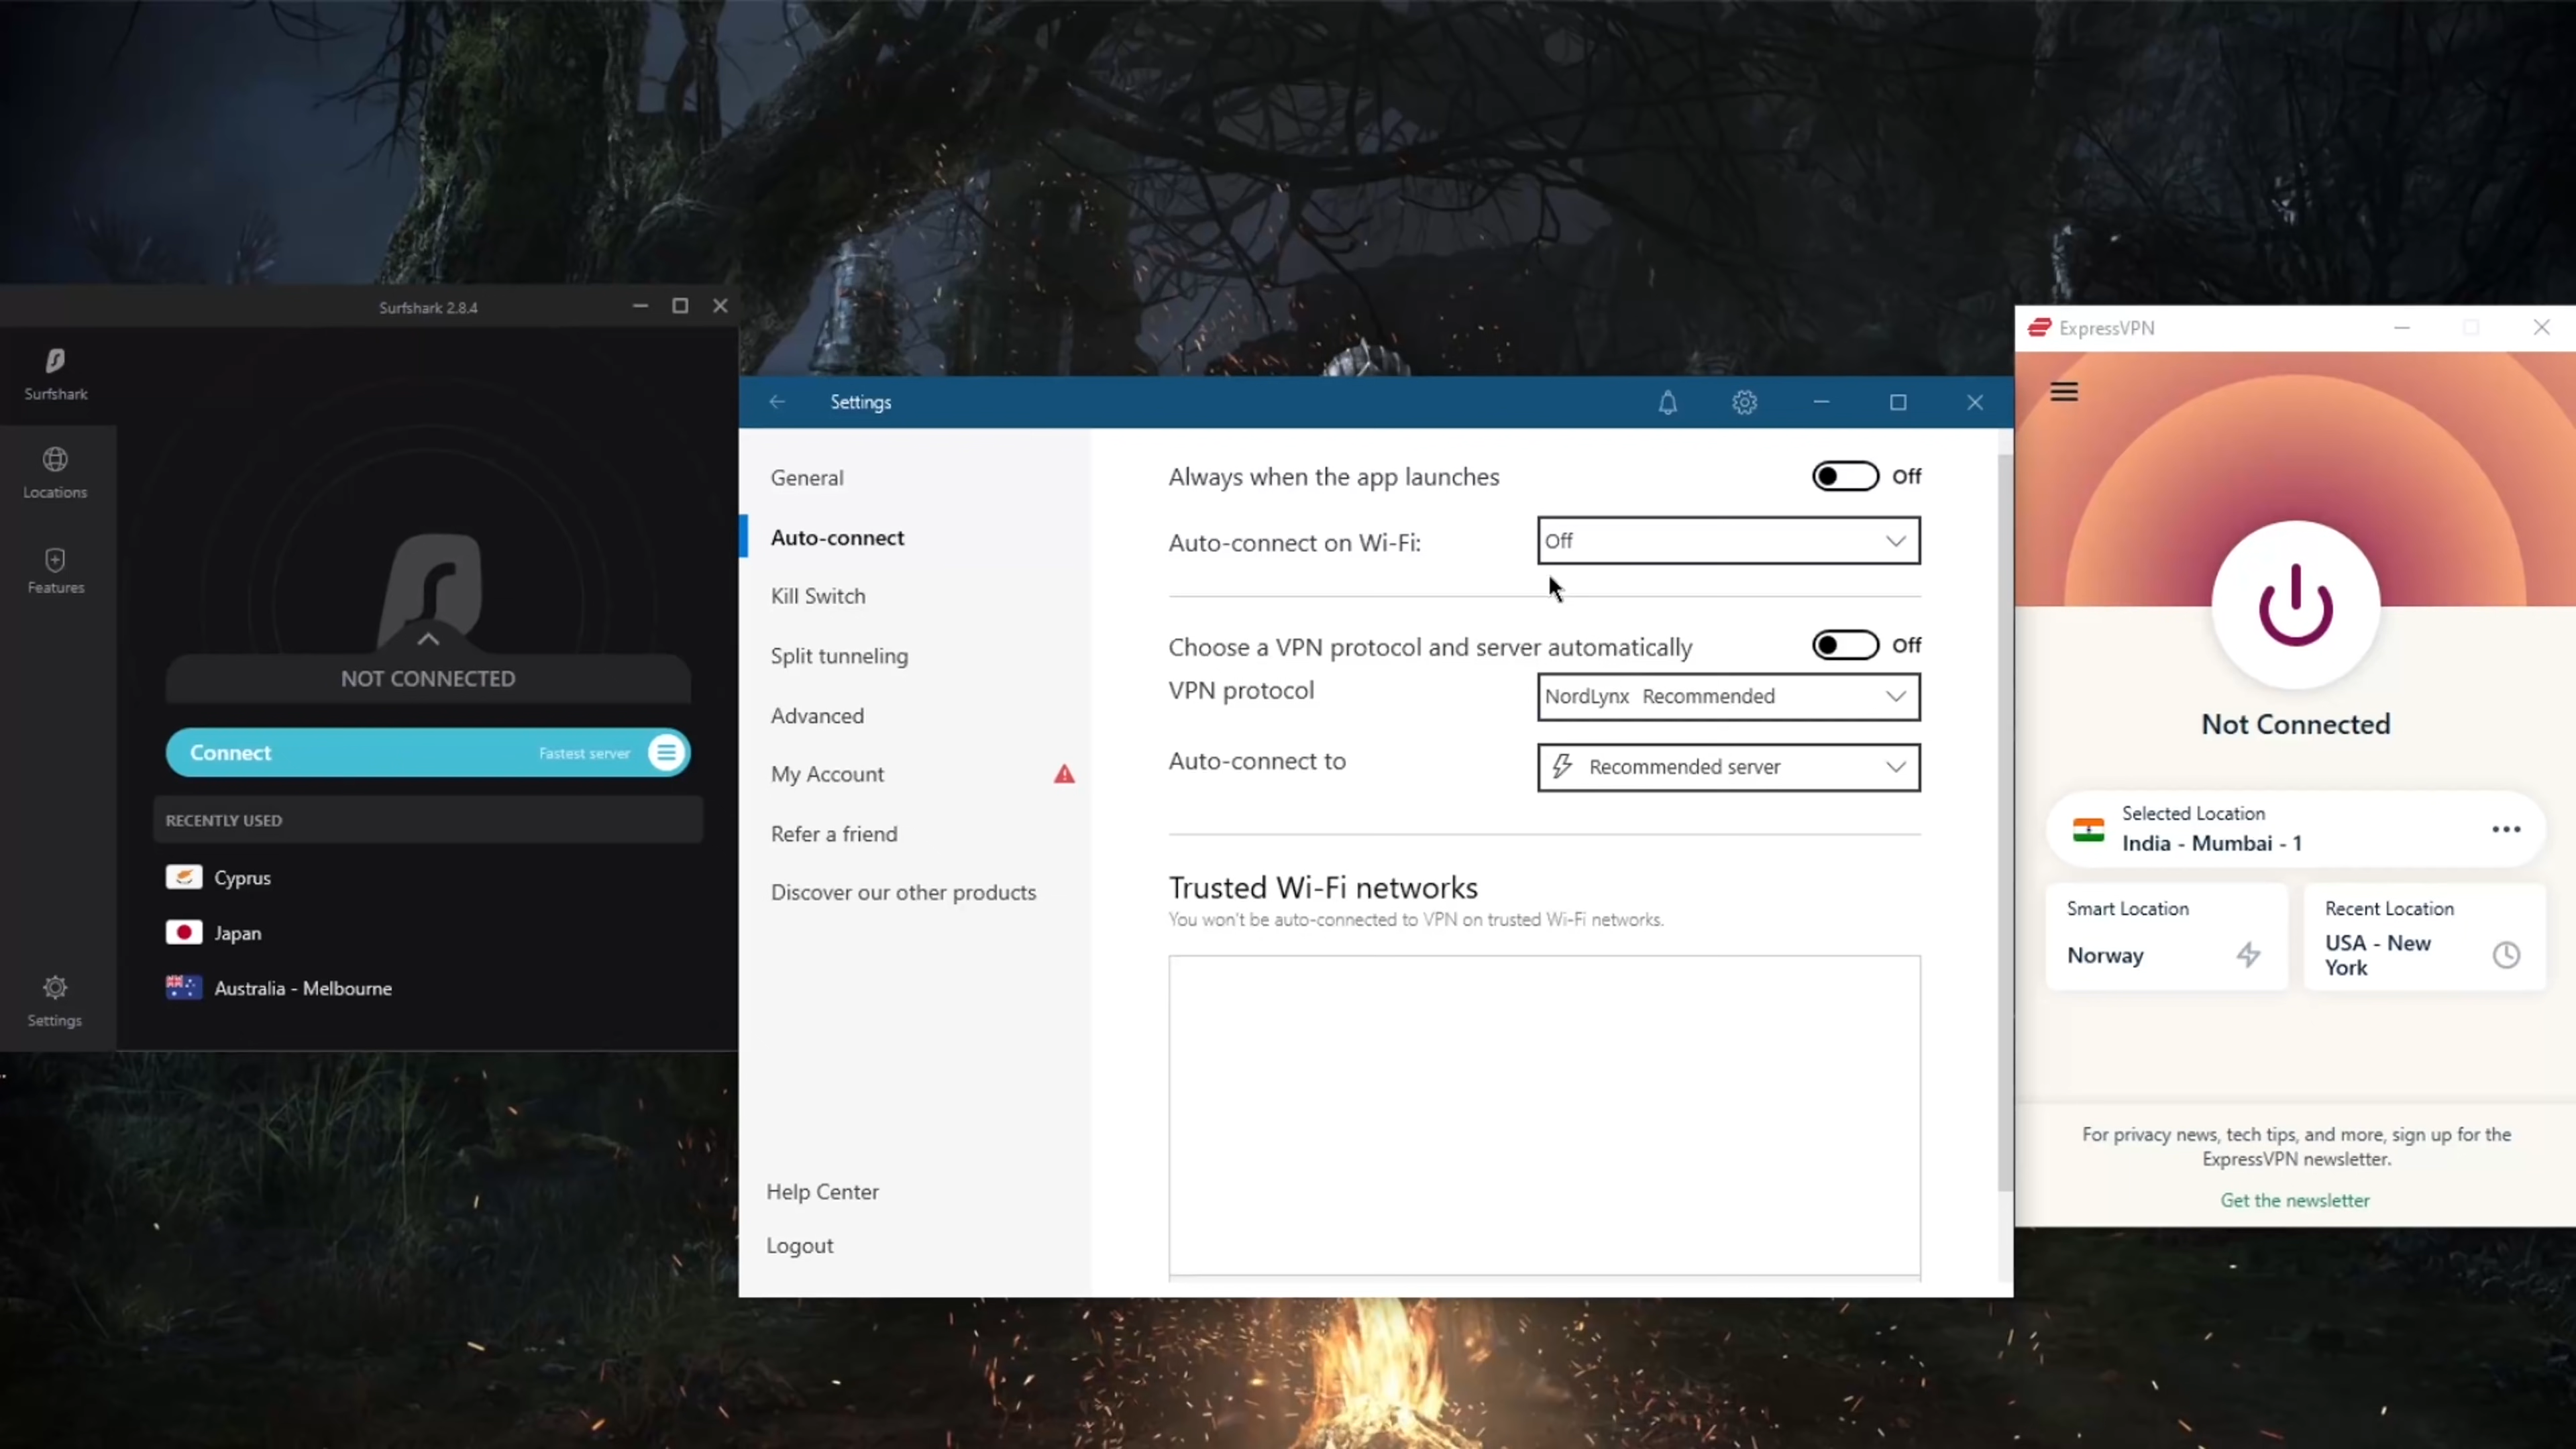 Surfshark 2.8.4
Surfshark
Locations
Features
Settings
NOT CONNECTED
Connect
Fastest server
RECENTLY USED
Cyprus
Japan
Australia - Melbourne
Settings
General
Auto-connect
Kill Switch
Split tunneling
Advanced
My Account
Refer a friend
Discover our other products
Help Center
Logout
Always when the app launches
Off
Auto-connect on Wi-Fi:
Off
Choose a VPN protocol and server automatically
Off
VPN protocol
NordLynx Recommended
Auto-connect to
Recommended server
Trusted Wi-Fi networks
You won't be auto-connected to VPN on trusted Wi-Fi networks.
ExpressVPN
Not Connected
Selected Location
India - Mumbai - 1
Smart Location
Norway
Recent Location
USA - New
York
For privacy news, tech tips, and more, sign up for the
ExpressVPN newsletter.
Get the newsletter